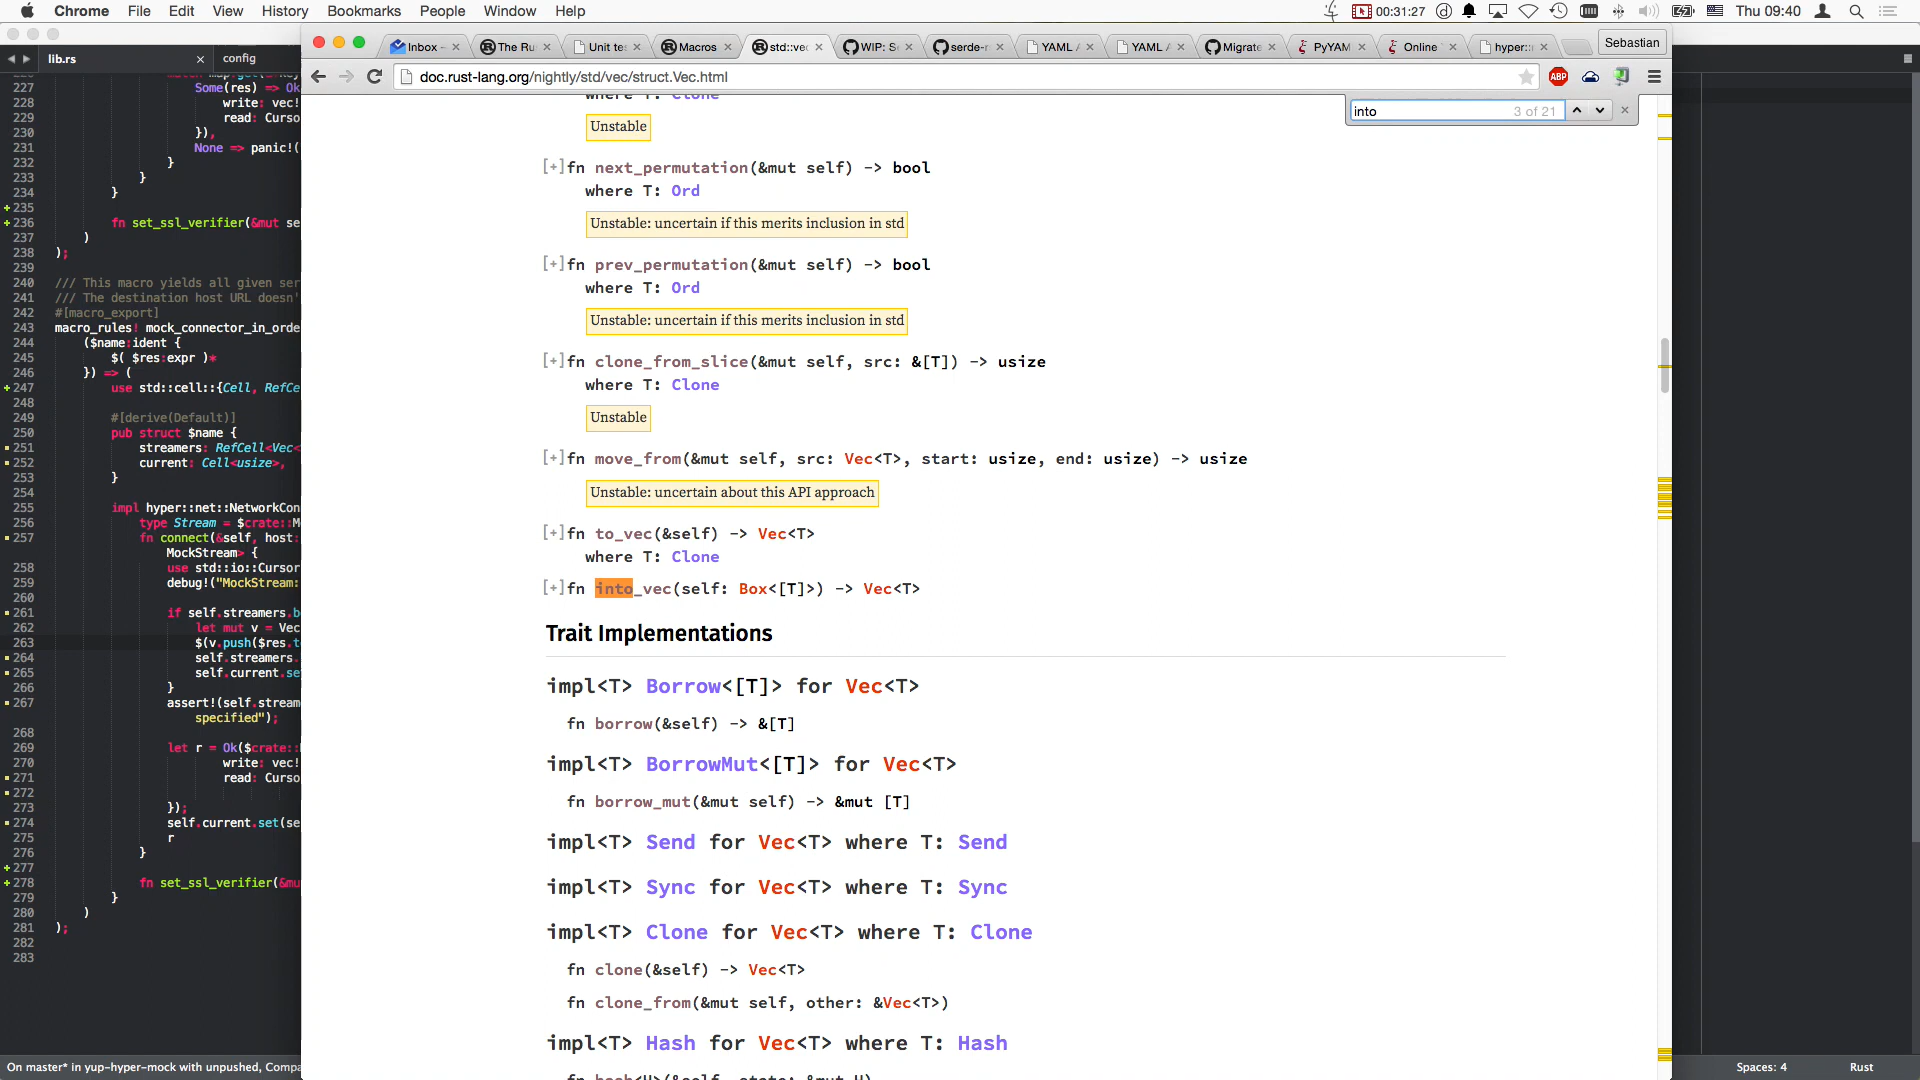 Chrome File Edit View History Bookmarks People Window Help 00:31:27 Thu 09:40
lib.rs × config
227 Some(res) => Ok
228 write: vec!
229 read: Curso
230 }),
231 None => panic!(
232 }
233 }
234 }
235
236 fn set_ssl_verifier(&mut se
237 )
238 );
239
240 /// This macro yields all given ser
241 /// The destination host URL doesn'
242 #[macro_export]
243 macro_rules! mock_connector_in_orde
244 ($name:ident {
245 $( $res:expr )*
246 }) => (
247 use std::cell::{Cell, RefCe
248
249 #[derive(Default)]
250 pub struct $name {
251 streamers: RefCell<Vec<
252 current: Cell<usize>,
253 }
254
255 impl hyper::net::NetworkCon
256 type Stream = $crate::M
257 fn connect(&self, host:
MockStream> {
258 use std::io::Cursor
259 debug!("MockStream:
260
261 if self.streamers.b
262 let mut v = Vec
263 $(v.push($res.t
264 self.streamers.
265 self.current.se
266 }
267 assert!(self.stream
specified");
268
269 let r = Ok($crate::
270 write: vec!
271 read: Curso
272
273 });
274 self.current.set(se
275 r
276 }
277
278 fn set_ssl_verifier(&mu
279 }
280 )
281 );
282
283
On master* in yup-hyper-mock with unpushed, Compa
Inbox – × The Ru × Unit te × Macros × std::vec × WIP: S × serde-r × YAML × YAML × Migrate × PyYAM × Online × hyper:: × Sebastian
doc.rust-lang.org/nightly/std/vec/struct.Vec.html ABP
into 3 of 21 ×
where T: Clone
Unstable
[+]fn next_permutation(&mut self) -> bool
where T: Ord
Unstable: uncertain if this merits inclusion in std
[+]fn prev_permutation(&mut self) -> bool
where T: Ord
Unstable: uncertain if this merits inclusion in std
[+]fn clone_from_slice(&mut self, src: &[T]) -> usize
where T: Clone
Unstable
[+]fn move_from(&mut self, src: Vec<T>, start: usize, end: usize) -> usize
Unstable: uncertain about this API approach
[+]fn to_vec(&self) -> Vec<T>
where T: Clone
[+]fn into_vec(self: Box<[T]>) -> Vec<T>
Trait Implementations
impl<T> Borrow<[T]> for Vec<T>
fn borrow(&self) -> &[T]
impl<T> BorrowMut<[T]> for Vec<T>
fn borrow_mut(&mut self) -> &mut [T]
impl<T> Send for Vec<T> where T: Send
impl<T> Sync for Vec<T> where T: Sync
impl<T> Clone for Vec<T> where T: Clone
fn clone(&self) -> Vec<T>
fn clone_from(&mut self, other: &Vec<T>)
impl<T> Hash for Vec<T> where T: Hash
Spaces: 4 Rust